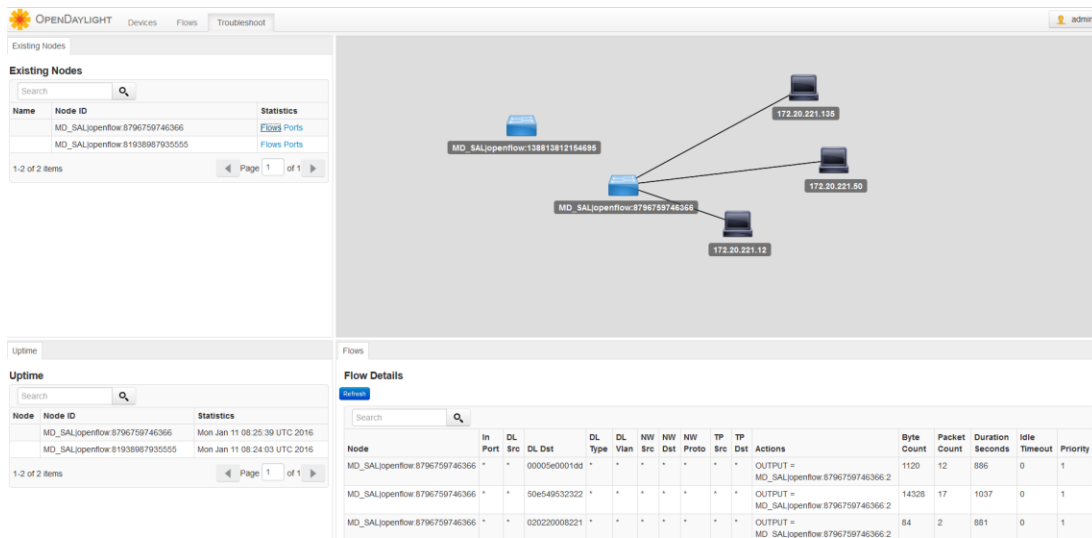 OPENDAYLIGHT Devices Flows Troubleshoot admin
Existing Nodes
Existing Nodes
Search
Name Node ID Statistics
MD_SAL|openflow:8796759746366 Flows Ports
MD_SAL|openflow:81938987935555 Flows Ports
1-2 of 2 items Page 1 of 1
172.20.221.135
MD_SAL|openflow:138813812154695
172.20.221.50
MD_SAL|openflow:8796759746366
172.20.221.12
Uptime
Uptime
Search
Node Node ID Statistics
MD_SAL|openflow:8796759746366 Mon Jan 11 08:25:39 UTC 2016
MD_SAL|openflow:81938987935555 Mon Jan 11 08:24:03 UTC 2016
1-2 of 2 items Page 1 of 1
Flows
Flow Details
Refresh
Search
Node In Port DL Src DL Dst DL Type DL Vlan NW Src NW Dst NW Proto TP Src TP Dst Actions Byte Count Packet Count Duration Seconds Idle Timeout Priority
MD_SAL|openflow:8796759746366 * * 00005e0001dd * * * * * * * OUTPUT = 1120 12 886 0 1
MD_SAL|openflow:8796759746366:2
MD_SAL|openflow:8796759746366 * * 50e549532322 * * * * * * * OUTPUT = 14328 17 1037 0 1
MD_SAL|openflow:8796759746366:2
MD_SAL|openflow:8796759746366 * * 020220008221 * * * * * * * OUTPUT = 84 2 881 0 1
MD_SAL|openflow:8796759746366:2